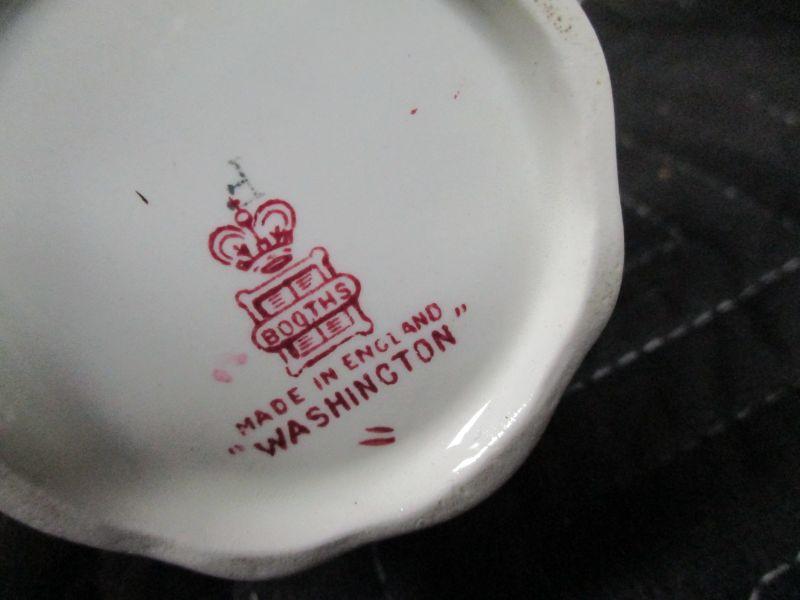 H
BOOTHS
MADE IN ENGLAND
"WASHINGTON"
=